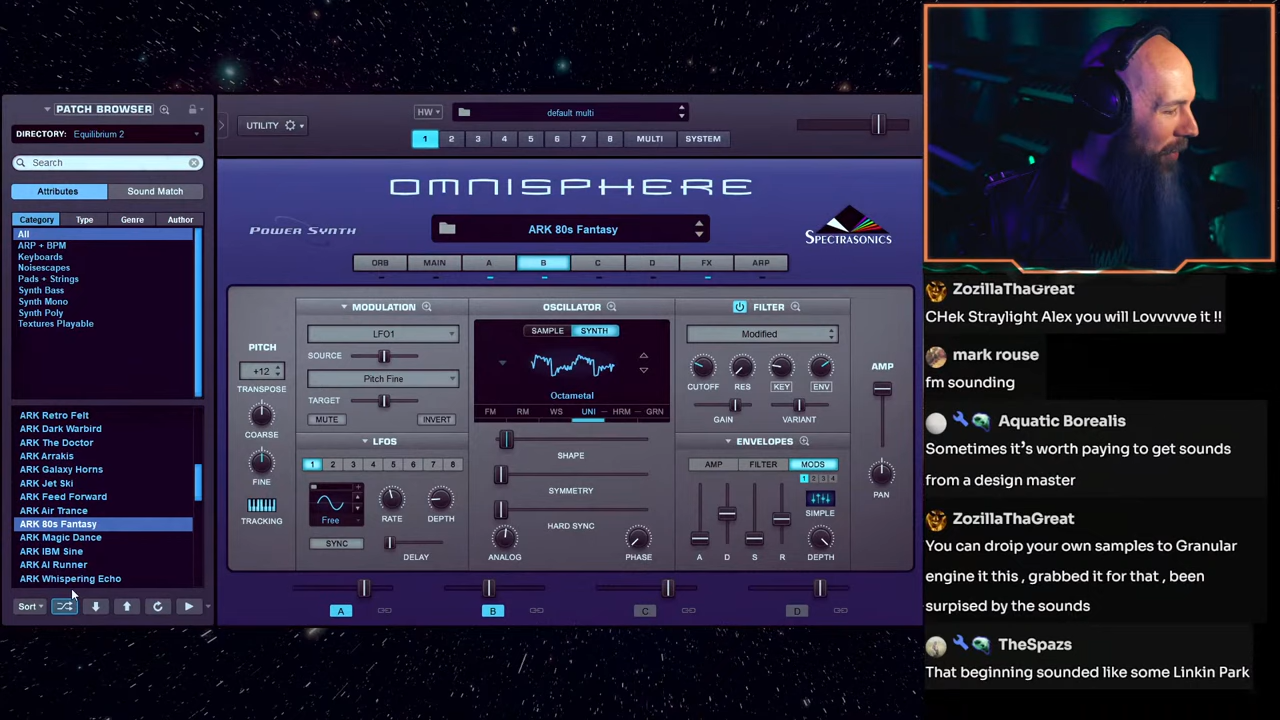 PATCH BROWSER
DIRECTORY: Equilibrium 2
Search
Attributes
Sound Match
Category
Type
Genre
Author
All
ARP + BPM
Keyboards
Noisescapes
Pads + Strings
Synth Bass
Synth Mono
Synth Poly
Textures Playable
ARK Retro Felt
ARK Dark Warbird
ARK The Doctor
ARK Arrakis
ARK Galaxy Horns
ARK Jet Ski
ARK Feed Forward
ARK Air Trance
ARK 80s Fantasy
ARK Magic Dance
ARK IBM Sine
ARK AI Runner
ARK Whispering Echo
Sort
UTILITY
HW
default multi
1 2 3 4 5 6 7 8 MULTI SYSTEM
OMNISPHERE
POWER SYNTH
ARK 80s Fantasy
SPECTRASONICS
ORB MAIN A B C D FX ARP
PITCH
+12
TRANSPOSE
COARSE
FINE
TRACKING
MODULATION
LFO1
SOURCE
Pitch Fine
TARGET
MUTE INVERT
LFOS
1 2 3 4 5 6 7 8
Free
RATE DEPTH
SYNC
DELAY
OSCILLATOR
SAMPLE SYNTH
Octametal
FM RM WS UNI HRM GRN
SHAPE
SYMMETRY
HARD SYNC
ANALOG
PHASE
FILTER
Modified
CUTOFF RES KEY ENV
GAIN VARIANT
ENVELOPES
AMP FILTER MODS
1 2 3 4
SIMPLE
A D S R DEPTH
AMP
PAN
A B C D
ZozillaThaGreat
CHek Straylight Alex you will Lovvvvve it !!
mark rouse
fm sounding
Aquatic Borealis
Sometimes it's worth paying to get sounds
from a design master
ZozillaThaGreat
You can droip your own samples to Granular
engine it this , grabbed it for that , been
surprised by the sounds
TheSpazs
That beginning sounded like some Linkin Park